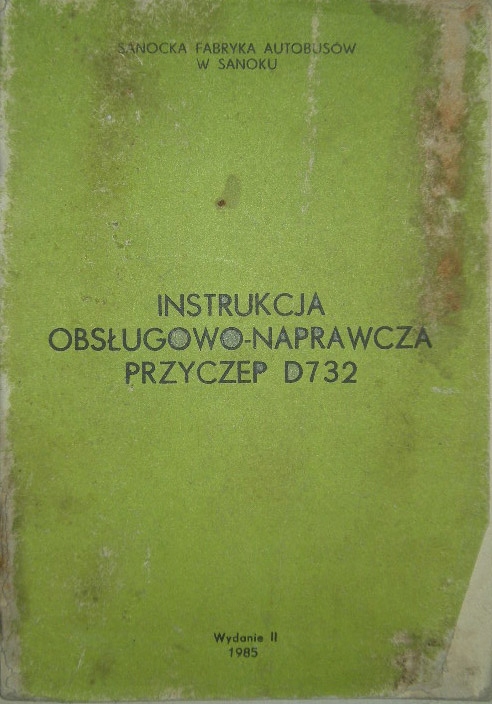 SANOCKA FABRYKA AUTOBUSÓW
W SANOKU
INSTRUKCJA
OBSŁUGOWO-NAPRAWCZA
PRZYCZEP D732
Wydanie II
1985